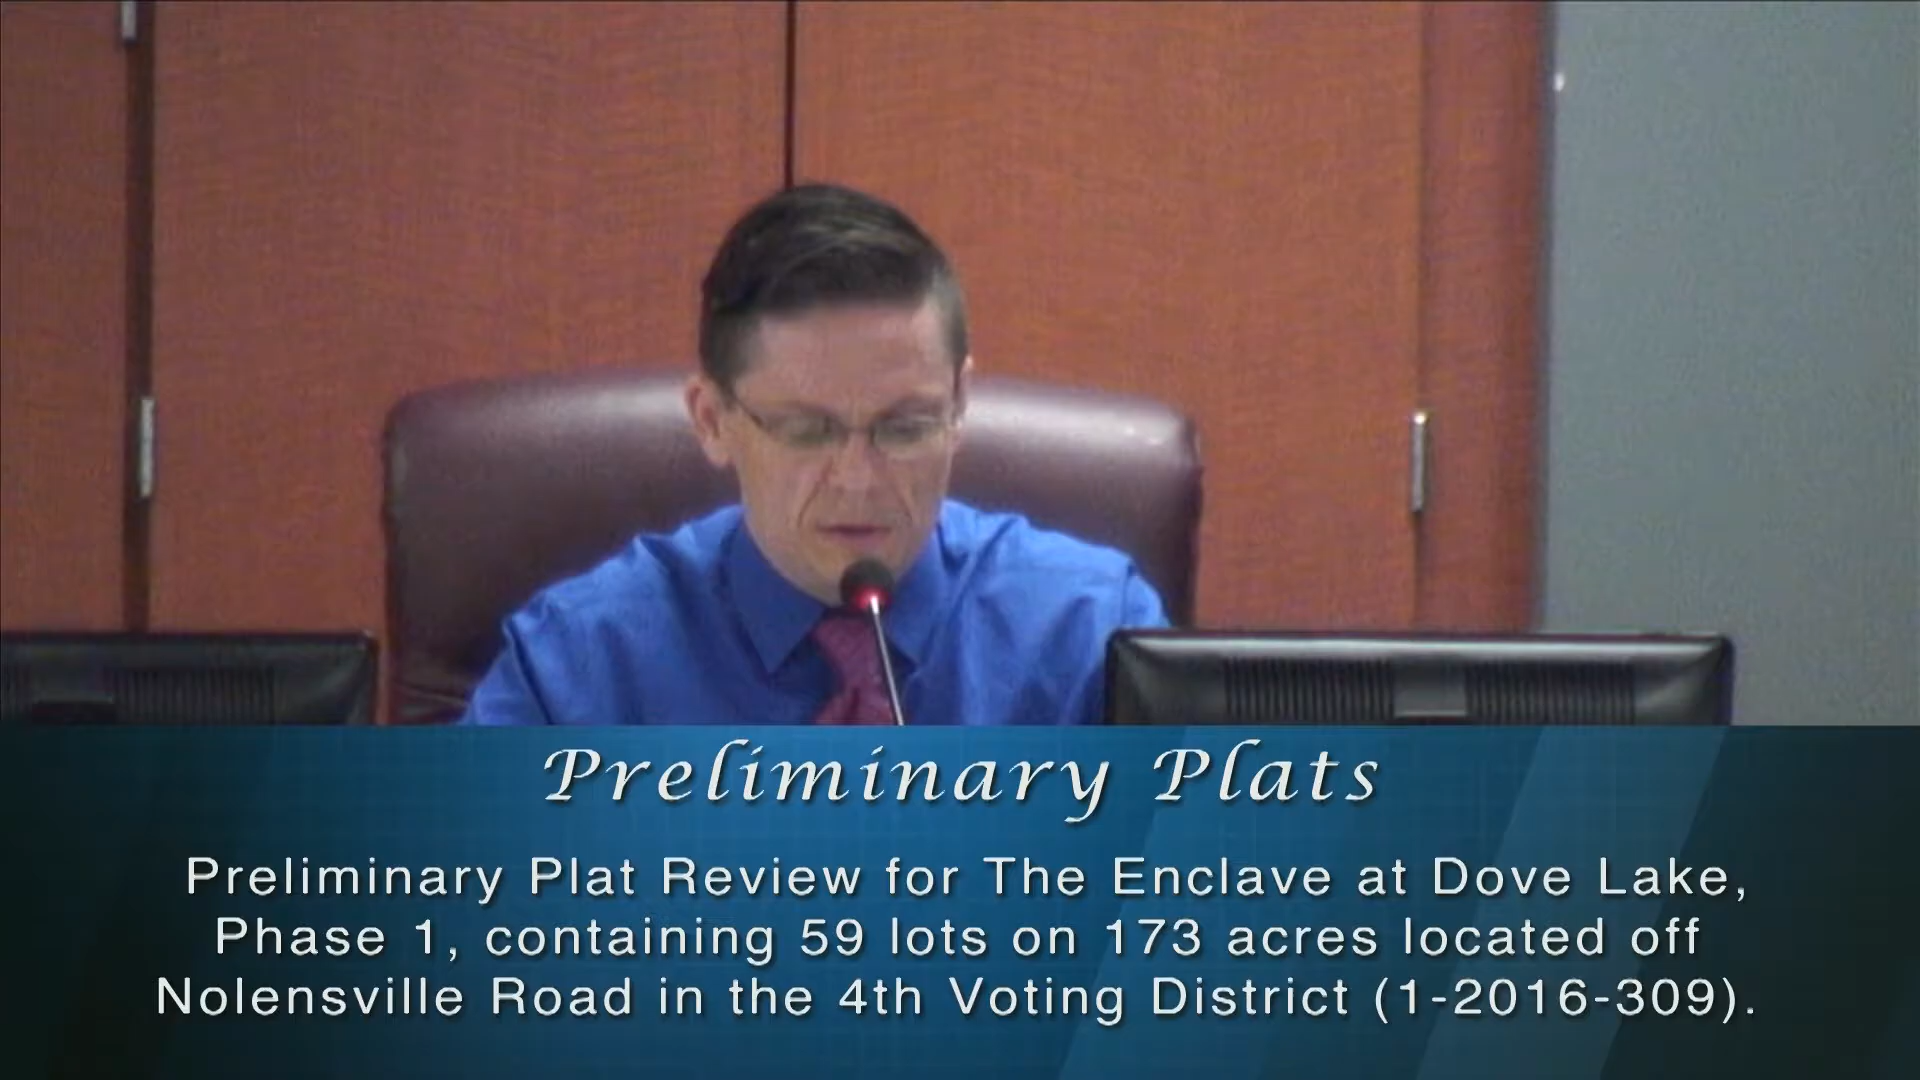 Preliminary Plats
Preliminary Plat Review for The Enclave at Dove Lake,
Phase 1, containing 59 lots on 173 acres located off
Nolensville Road in the 4th Voting District (1-2016-309).